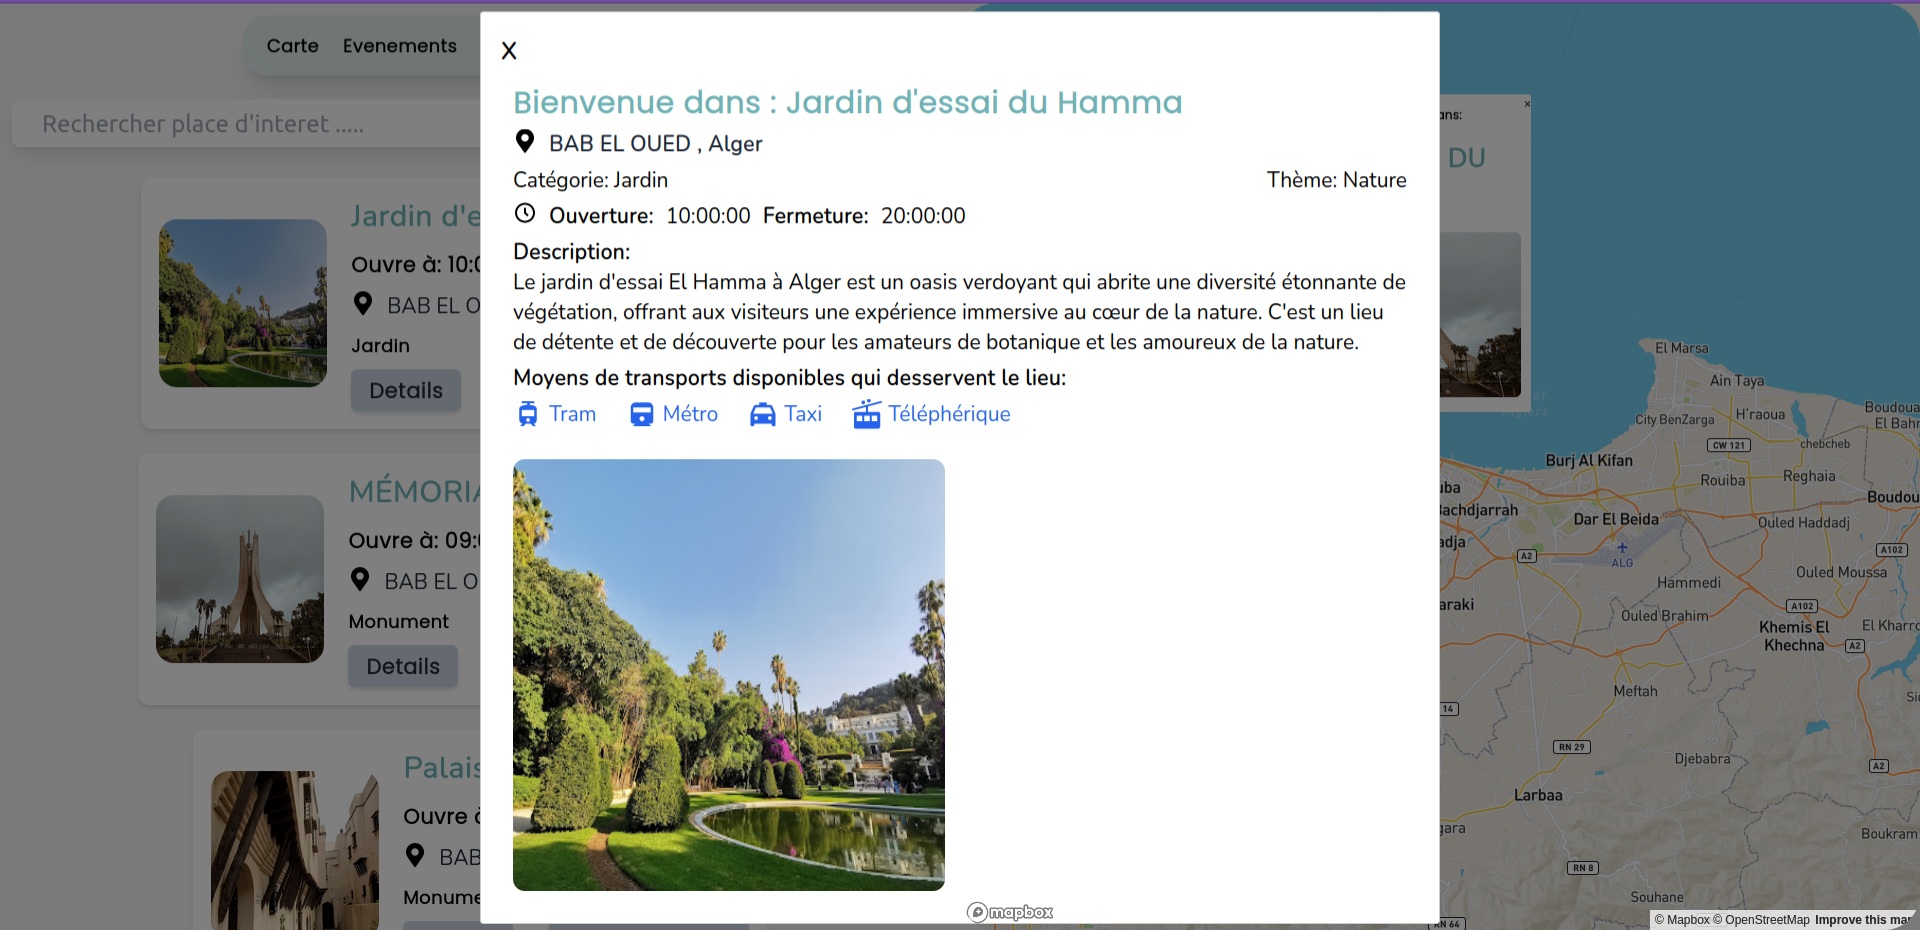 Carte Evenements
Rechercher place d'interet .....
Jardin d'e
Ouvre à: 10:0
BAB EL O
Jardin
Details
MÉMORIA
Ouvre à: 09:
BAB EL O
Monument
Details
Palais
Ouvre à
BAB
Monume
X
Bienvenue dans : Jardin d'essai du Hamma
BAB EL OUED , Alger
Catégorie: Jardin Thème: Nature
Ouverture: 10:00:00 Fermeture: 20:00:00
Description:
Le jardin d'essai El Hamma à Alger est un oasis verdoyant qui abrite une diversité étonnante de
végétation, offrant aux visiteurs une expérience immersive au cœur de la nature. C'est un lieu
de détente et de découverte pour les amateurs de botanique et les amoureux de la nature.
Moyens de transports disponibles qui desservent le lieu:
Tram Métro Taxi Téléphérique
mapbox
×
ans:
DU
El Marsa
Ain Taya
H'raoua
Boudoua
City BenZarga
El Bahr
CW 121
chebcheb
Burj Al Kifan
Rouiba
Reghaia
uba
Boudou
Bachdjarrah
Dar El Beida
Ouled Haddadj
adja
A2
A102
ALG
Hammedi
Ouled Moussa
araki
A102
Ouled Brahim
Khemis El
Khechna
El Kharro
A2
Meftah
14
RN 29
Djebabra
A2
Larbaa
gara
Boukram
RN 8
Souhane
RN 64
© Mapbox © OpenStreetMap Improve this map